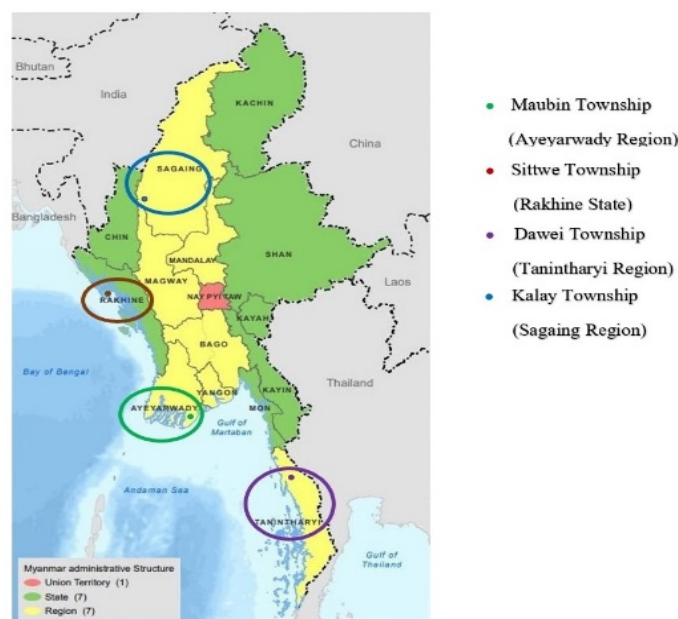 Bhutan
India
KACHIN
China
SAGAING
Bangladesh
CHIN
SHAN
MANDALAY
Laos
MAGWAY
NAY PYI TAW
RAKHINE
KAYAH
BAGO
Bay of Bengal
Thailand
KAYIN
YANGON
AYEYARWADY
MON
Gulf of
Martaban
Andaman Sea
TANINTHARYI
Gulf of
Thailand
Myanmar administrative Structure
Union Territory (1)
State (7)
Region (7)
• Maubin Township
(Ayeyarwady Region)
• Sittwe Township
(Rakhine State)
• Dawei Township
(Tanintharyi Region)
• Kalay Township
(Sagaing Region)